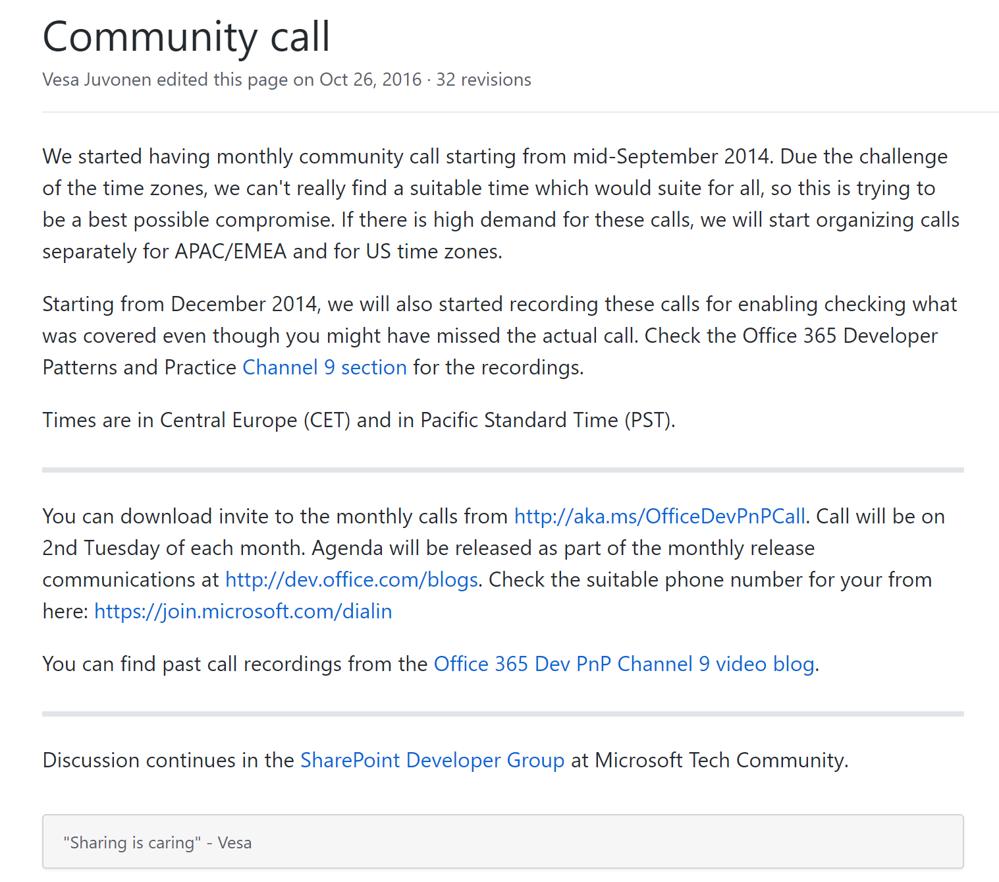 Community call
Vesa Juvonen edited this page on Oct 26, 2016 · 32 revisions
We started having monthly community call starting from mid-September 2014. Due the challenge
of the time zones, we can't really find a suitable time which would suite for all, so this is trying to
be a best possible compromise. If there is high demand for these calls, we will start organizing calls
separately for APAC/EMEA and for US time zones.
Starting from December 2014, we will also started recording these calls for enabling checking what
was covered even though you might have missed the actual call. Check the Office 365 Developer
Patterns and Practice Channel 9 section for the recordings.
Times are in Central Europe (CET) and in Pacific Standard Time (PST).
You can download invite to the monthly calls from http://aka.ms/OfficeDevPnPCall. Call will be on
2nd Tuesday of each month. Agenda will be released as part of the monthly release
communications at http://dev.office.com/blogs. Check the suitable phone number for your from
here: https://join.microsoft.com/dialin
You can find past call recordings from the Office 365 Dev PnP Channel 9 video blog.
Discussion continues in the SharePoint Developer Group at Microsoft Tech Community.
"Sharing is caring" - Vesa